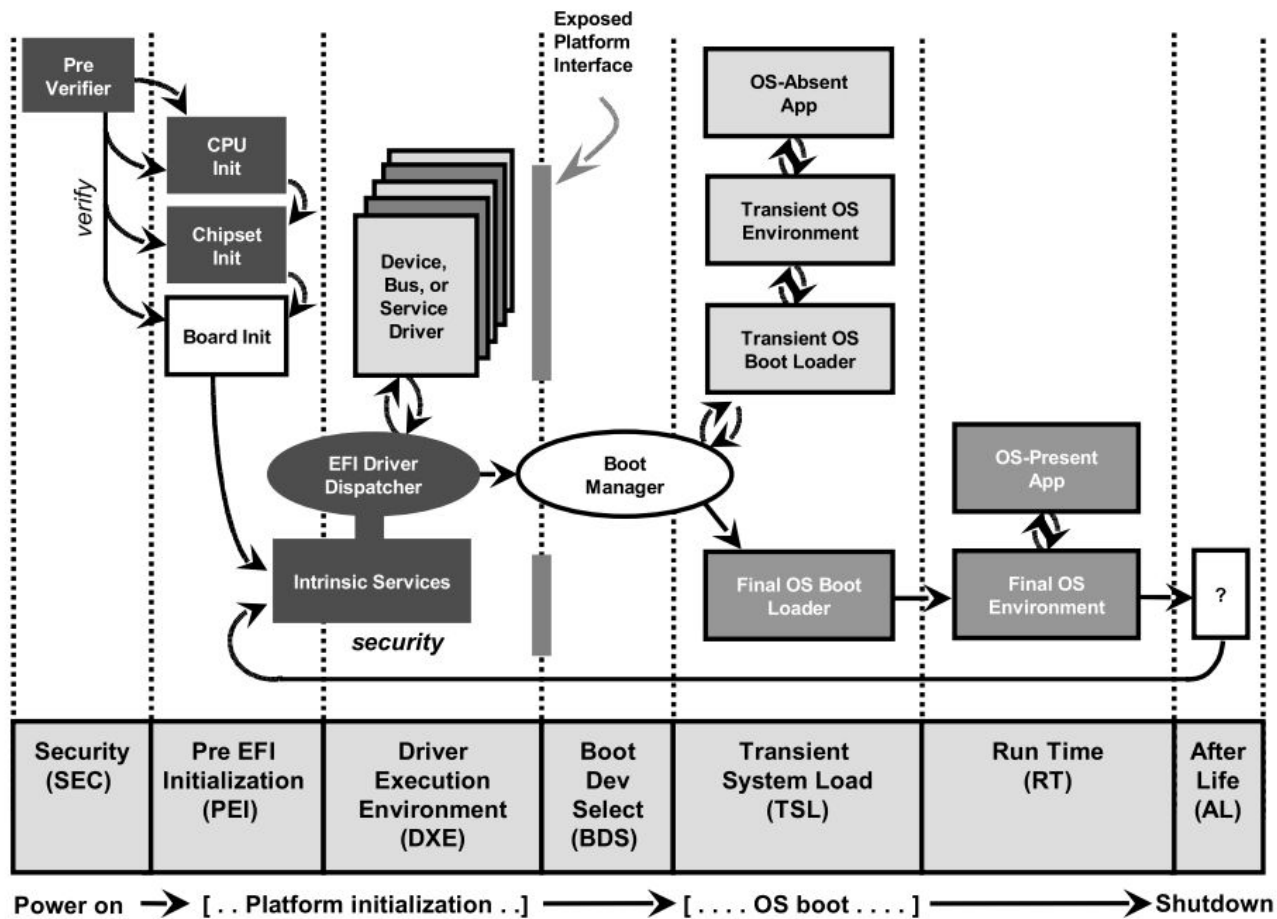 Exposed
Platform
Interface
Pre
Verifier
CPU
Init
verify
Chipset
Init
Board Init
Device,
Bus, or
Service
Driver
EFI Driver
Dispatcher
Intrinsic Services
security
Boot
Manager
OS-Absent
App
Transient OS
Environment
Transient OS
Boot Loader
Final OS Boot
Loader
OS-Present
App
Final OS
Environment
?
Security
(SEC)
Pre EFI
Initialization
(PEI)
Driver
Execution
Environment
(DXE)
Boot
Dev
Select
(BDS)
Transient
System Load
(TSL)
Run Time
(RT)
After
Life
(AL)
Power on [ . . Platform initialization . .] [ . . . . OS boot . . . . ] Shutdown